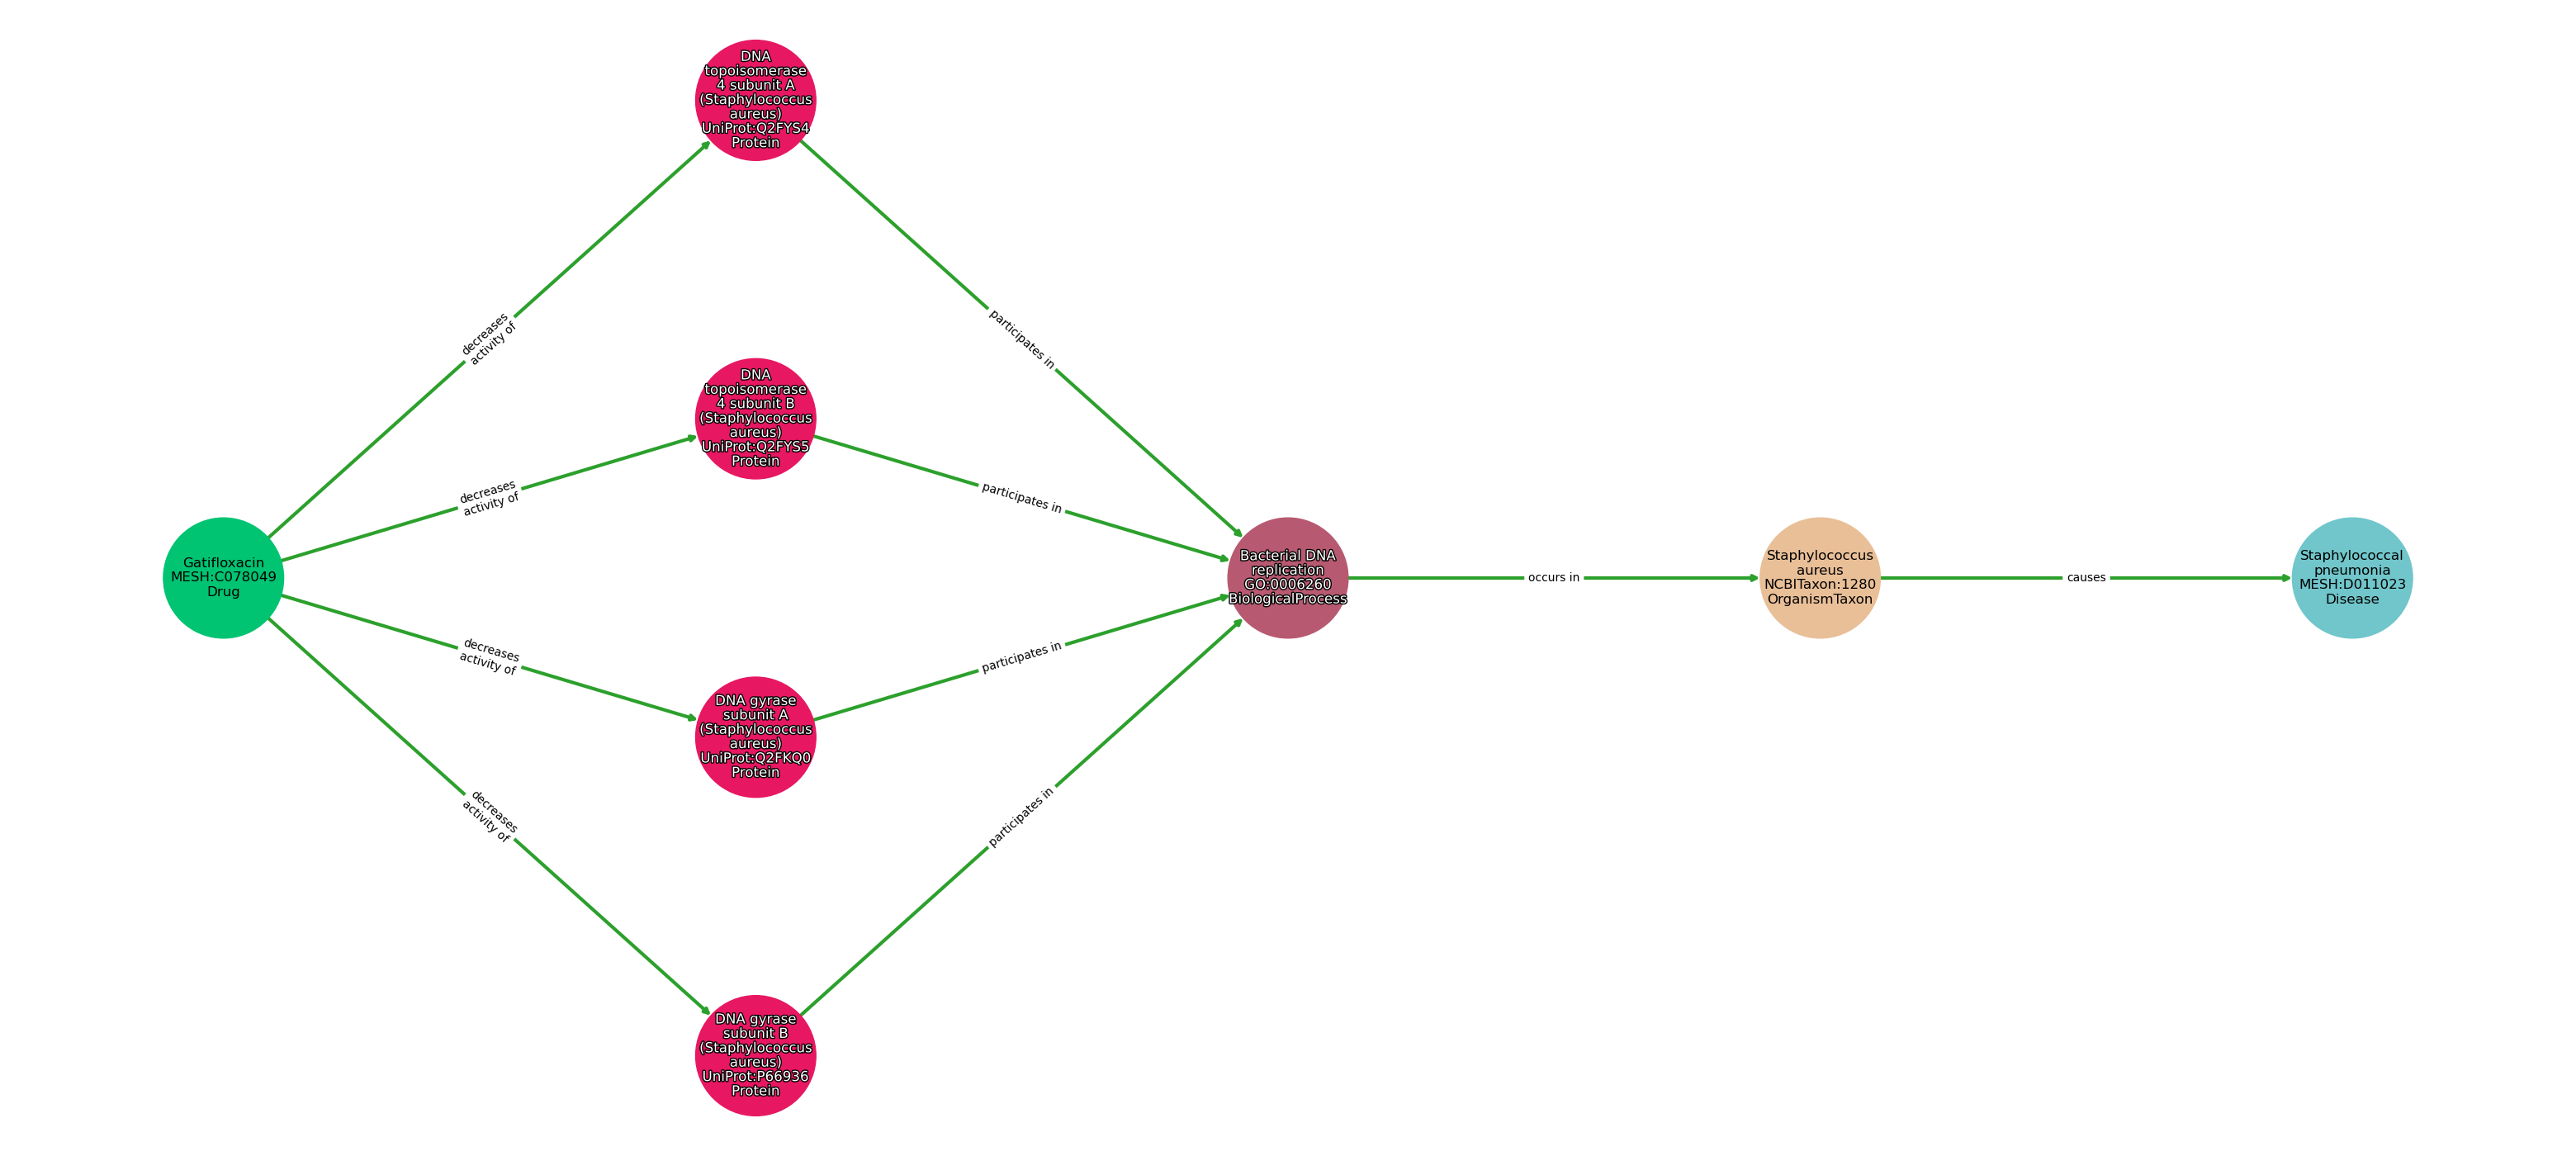 DNA
topoisomerase
4 subunit A
(Staphylococcus
aureus)
UniProt:Q2FYS4
Protein
decreases
activity of
participates in
DNA
topoisomerase
4 subunit B
(Staphylococcus
aureus)
UniProt:Q2FYS5
Protein
decreases
activity of
participates in
Gatifloxacin
MESH:C078049
Drug
Bacterial DNA
replication
GO:0006260
BiologicalProcess
occurs in
Staphylococcus
aureus
NCBITaxon:1280
OrganismTaxon
causes
Staphylococcal
pneumonia
MESH:D011023
Disease
decreases
activity of
participates in
DNA gyrase
subunit A
(Staphylococcus
aureus)
UniProt:Q2FKQ0
Protein
decreases
activity of
participates in
DNA gyrase
subunit B
(Staphylococcus
aureus)
UniProt:P66936
Protein